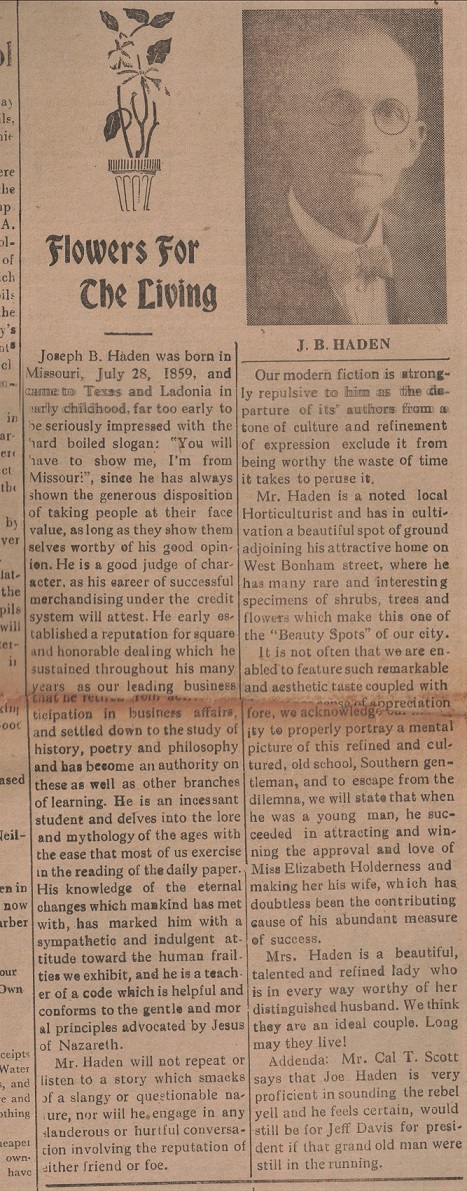 Flowers For
The Living
J. B. HADEN
Joseph B. Haden was born in
Missouri, July 28, 1859, and
came to Texas and Ladonia in
early childhood, far too early to
be seriously impressed with the
hard boiled slogan: "You will
have to show me, I'm from
Missouri", since he has always
shown the generous disposition
of taking people at their face
value, as long as they show them
selves worthy of his good opin-
ion. He is a good judge of char-
acter, as his career of successful
merchandising under the credit
system will attest. He early es-
tablished a reputation for square
and honorable dealing which he
sustained throughout his many
years as our leading business
that he retired from
ticipation in business affairs,
and settled down to the study of
history, poetry and philosophy
and has become an authority on
these as well as other branches
of learning. He is an incessant
student and delves into the lore
and mythology of the ages with
the ease that most of us exercise
in the reading of the daily paper.
His knowledge of the eternal
changes which mankind has met
with, has marked him with a
sympathetic and indulgent at-
titude toward the human frail-
ties we exhibit, and he is a teach-
er of a code which is helpful and
conforms to the gentle and mor
al principles advocated by Jesus
of Nazareth.
Mr. Haden will not repeat or
listen to a story which smacks
of a slangy or questionable na-
ture, nor will he engage in any
slanderous or hurtful conversa-
tion involving the reputation of
either friend or foe.
Our modern fiction is strong-
ly repulsive to him as the de-
parture of its' authors from a
tone of culture and refinement
of expression exclude it from
being worthy the waste of time
it takes to peruse it.
Mr. Haden is a noted local
Horticulturist and has in culti-
vation a beautiful spot of ground
adjoining his attractive home on
West Bonham street, where he
has many rare and interesting
specimens of shrubs, trees and
flowers which make this one of
the "Beauty Spots" of our city.
It is not often that we are en-
abled to feature such remarkable
and aesthetic taste coupled with
sense of appreciation
fore, we acknowledge our
ity to properly portray a mental
picture of this refined and cul-
tured, old school, Southern gen-
tleman, and to escape from the
dilemna, we will state that when
he was a young man, he suc-
ceeded in attracting and win-
ning the approval and love of
Miss Elizabeth Holderness and
making her his wife, which has
doubtless been the contributing
cause of his abundant measure
of success.
Mrs. Haden is a beautiful,
talented and refined lady who
is in every way worthy of her
distinguished husband. We think
they are an ideal couple. Long
may they live!
Addenda: Mr. Cal T. Scott
says that Joe Haden is very
proficient in sounding the rebel
yell and he feels certain, would
still be for Jeff Davis for presi-
dent if that grand old man were
still in the running.